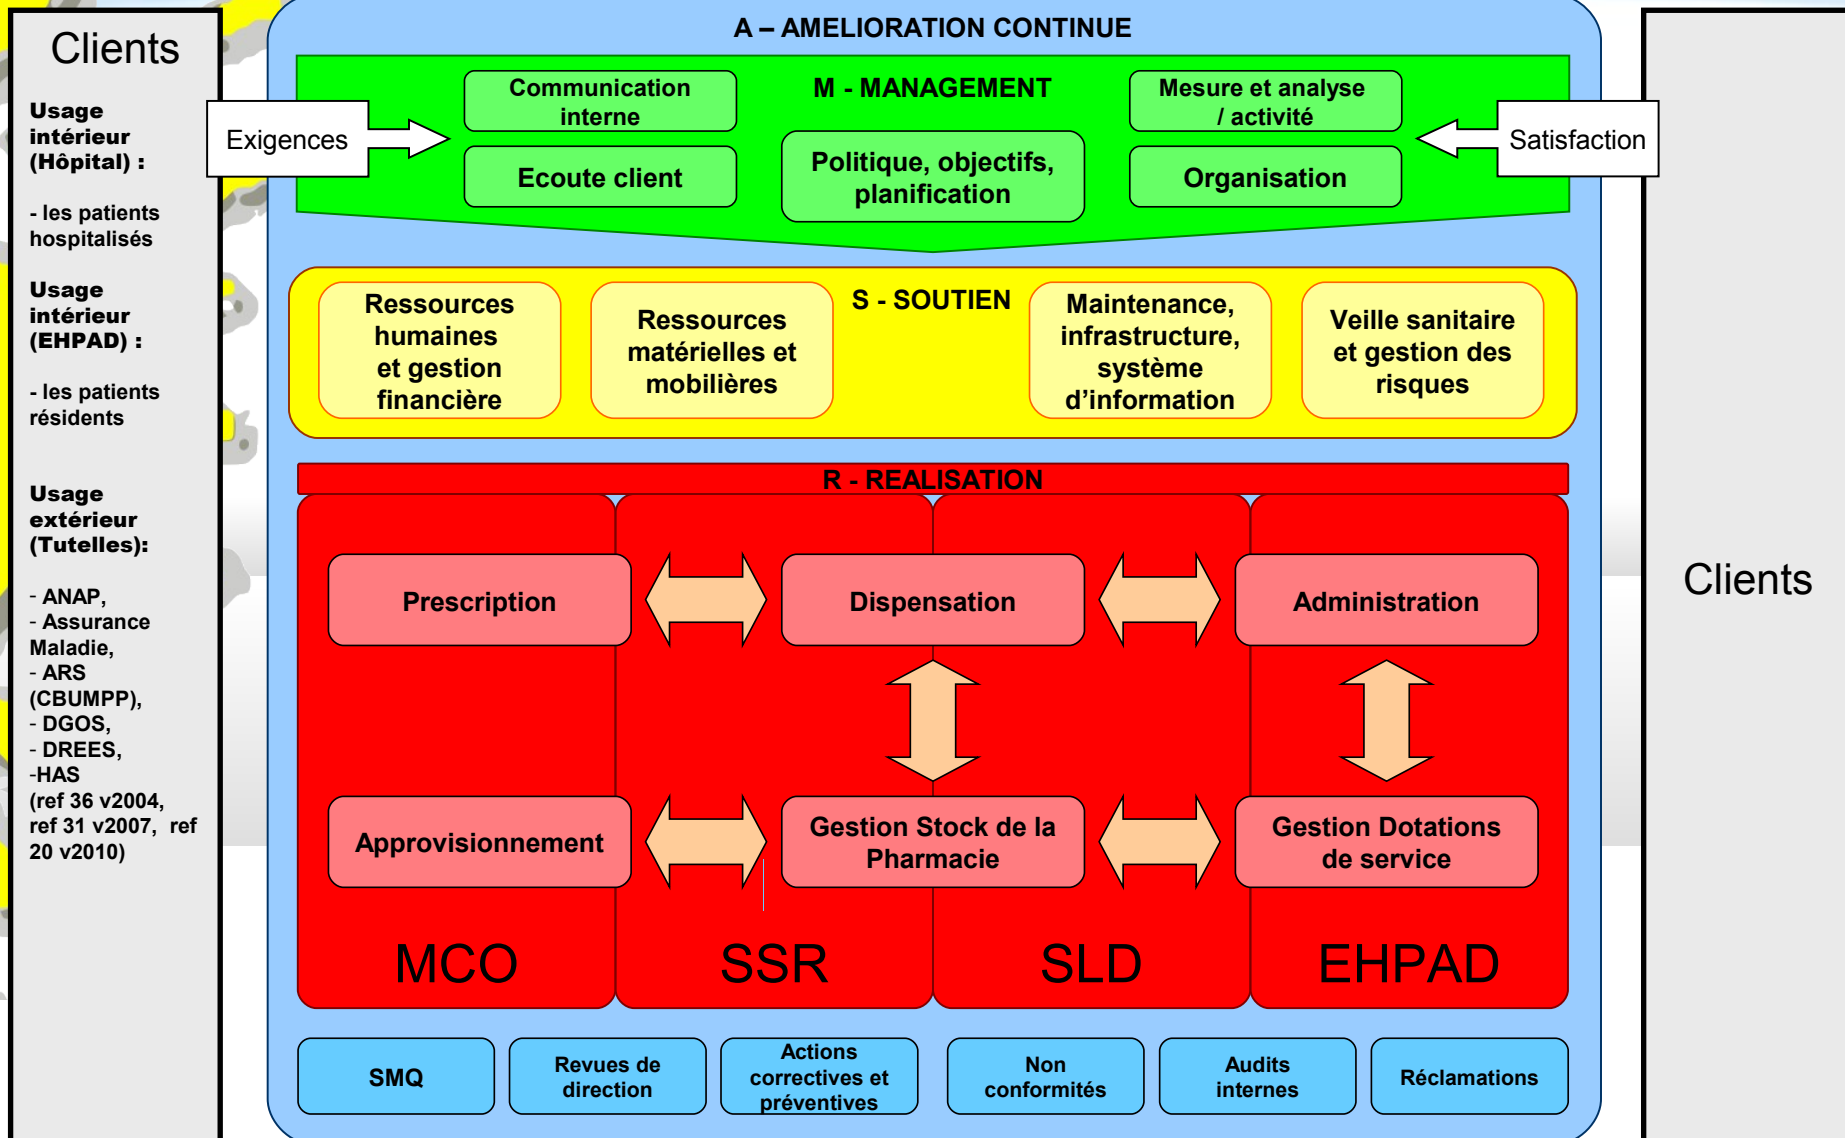 Clients
Usage
intérieur
(Hôpital) :
- les patients
hospitalisés
Usage
intérieur
(EHPAD) :
- les patients
résidents
Usage
extérieur
(Tutelles):
- ANAP,
- Assurance
Maladie,
- ARS
(CBUMPP),
- DGOS,
- DREES,
-HAS
(ref 36 v2004,
ref 31 v2007, ref
20 v2010)
Exigences
A – AMELIORATION CONTINUE
M - MANAGEMENT
Communication
interne
Ecoute client
Politique, objectifs,
planification
Mesure et analyse
/ activité
Organisation
Satisfaction
S - SOUTIEN
Ressources
humaines
et gestion
financière
Ressources
matérielles et
mobilières
Maintenance,
infrastructure,
système
d’information
Veille sanitaire
et gestion des
risques
R - REALISATION
Prescription
Dispensation
Administration
Approvisionnement
Gestion Stock de la
Pharmacie
Gestion Dotations
de service
MCO
SSR
SLD
EHPAD
SMQ
Revues de
direction
Actions
correctives et
préventives
Non
conformités
Audits
internes
Réclamations
Clients